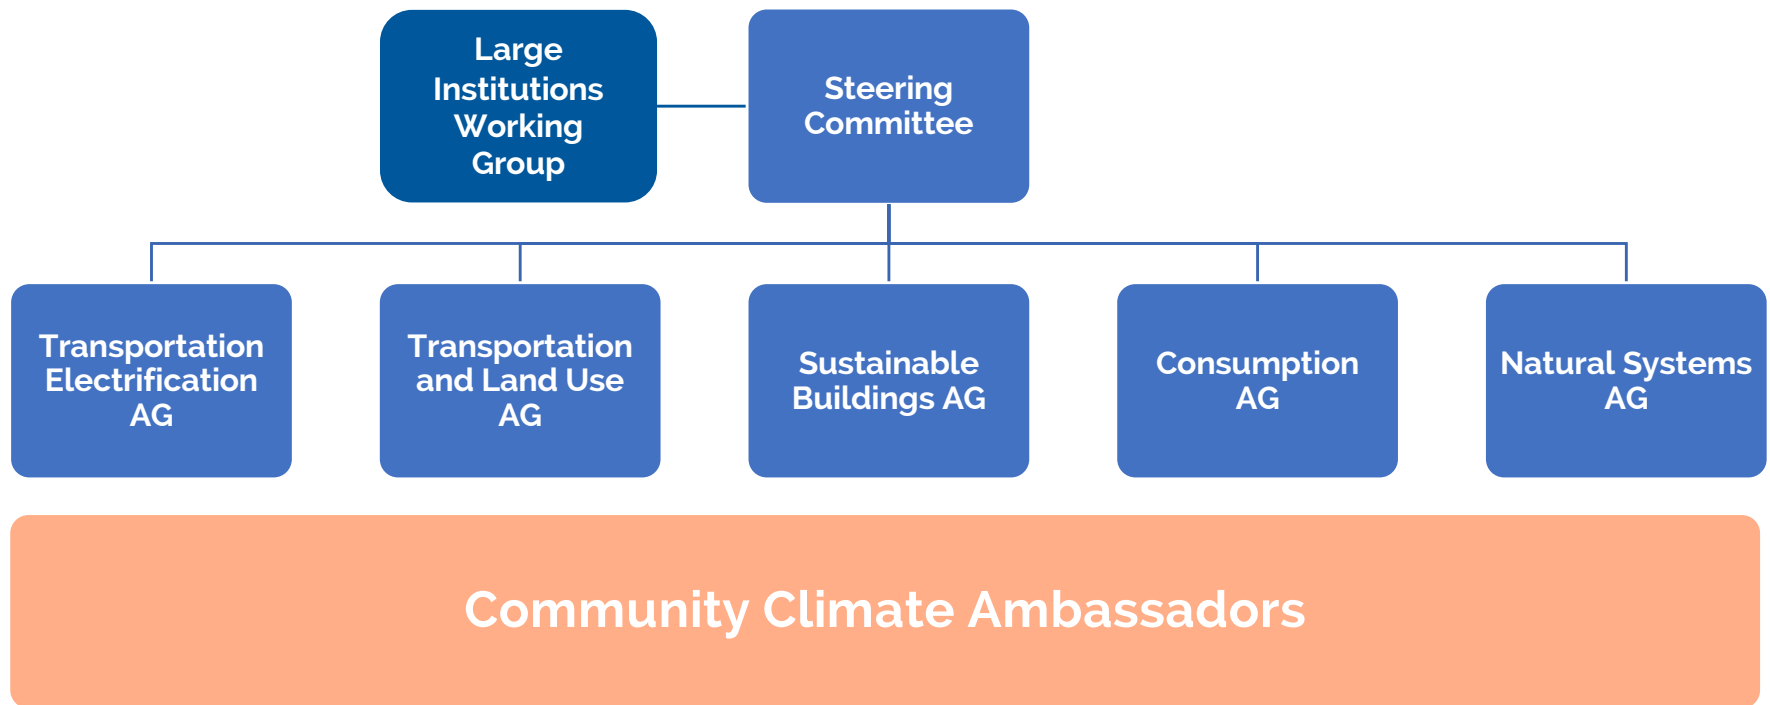 Large
Institutions
Working
Group
Steering
Committee
Transportation
Electrification
AG
Transportation
and Land Use
AG
Sustainable
Buildings AG
Consumption
AG
Natural Systems
AG
Community Climate Ambassadors